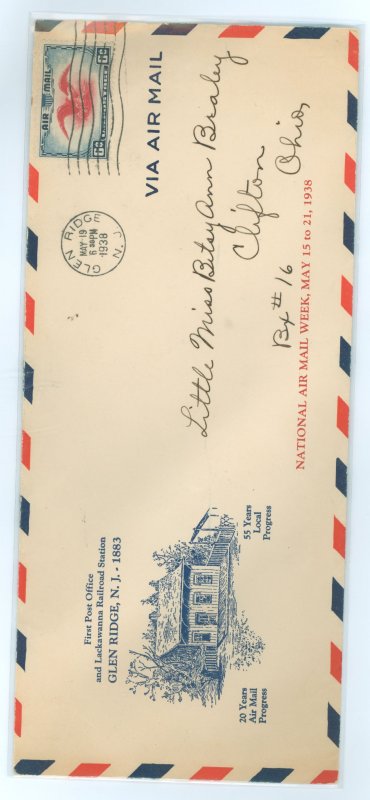 First Post Office
and Lackawanna Railroad Station
GLEN RIDGE, N. J. - 1883
20 Years
Air Mail
Progress
55 Years
Local
Progress
GLEN RIDGE
MAY 19
6 30 PM
1938
N. J.
AIR MAIL
6¢ 6¢
VIA AIR MAIL
Little Miss Betsy Ann Braley
Clifton
Bx # 16 Ohio,
NATIONAL AIR MAIL WEEK, MAY 15 to 21, 1938